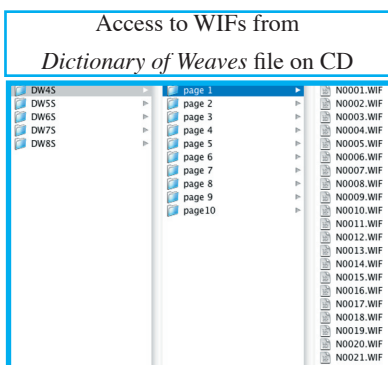 Access to WIFs from
Dictionary of Weaves file on CD
DW4S
DW5S
DW6S
DW7S
DW8S
page 1
page 2
page 3
page 4
page 5
page 6
page 7
page 8
page 9
page10
N0001.WIF
N0002.WIF
N0003.WIF
N0004.WIF
N0005.WIF
N0006.WIF
N0007.WIF
N0008.WIF
N0009.WIF
N0010.WIF
N0011.WIF
N0012.WIF
N0013.WIF
N0014.WIF
N0015.WIF
N0016.WIF
N0017.WIF
N0018.WIF
N0019.WIF
N0020.WIF
N0021.WIF